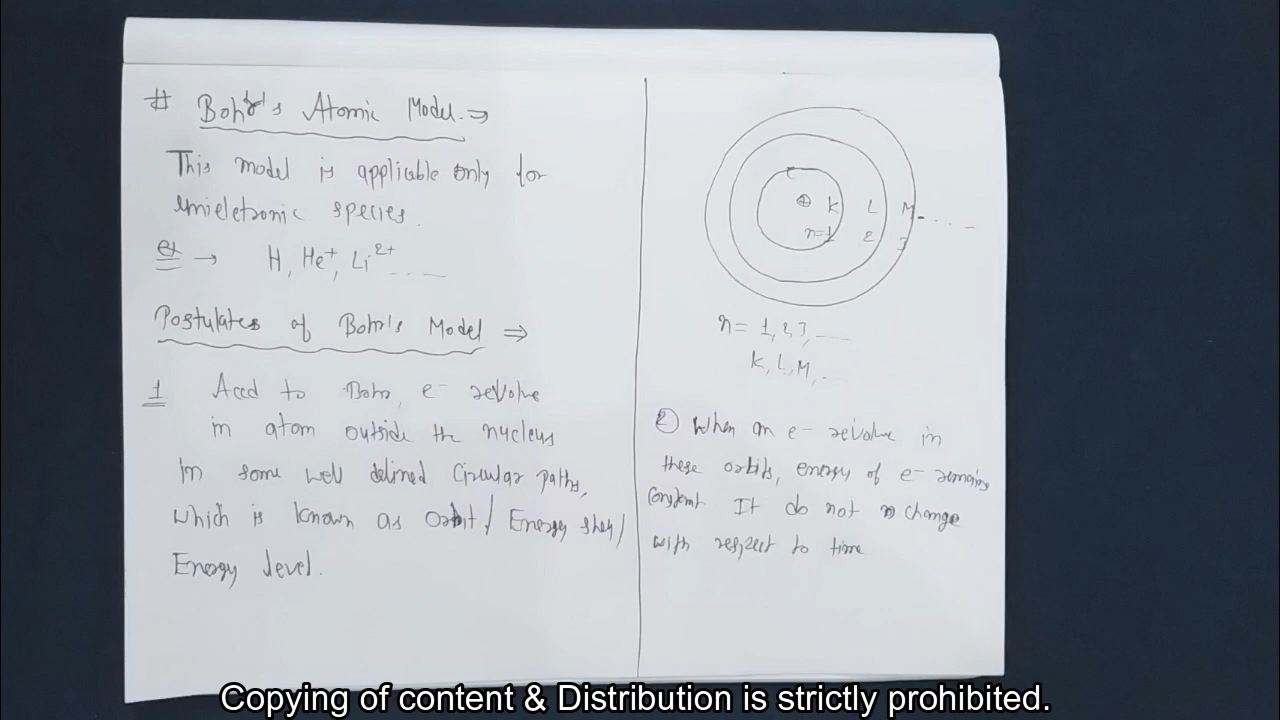 # Bohr's Atomic Model. ⇒
This model is applicable only for
unieletronic species.
ex → H, He⁺, Li²⁺ ....
Postulates of Bohr's Model ⇒
1 Accd to Bohr, e⁻ revolve
in atom outside the nucleus
In some well defined Circular paths,
which is known as Orbit / Energy shell /
Energy level.
K L M - . . . -
n=1 2 3
n = 1, 2, 3, ....
K, L, M, ...
② When an e⁻ revolve in
these orbits, energy of e⁻ remains
constant It do not change
with respect to time
Copying of content & Distribution is strictly prohibited.